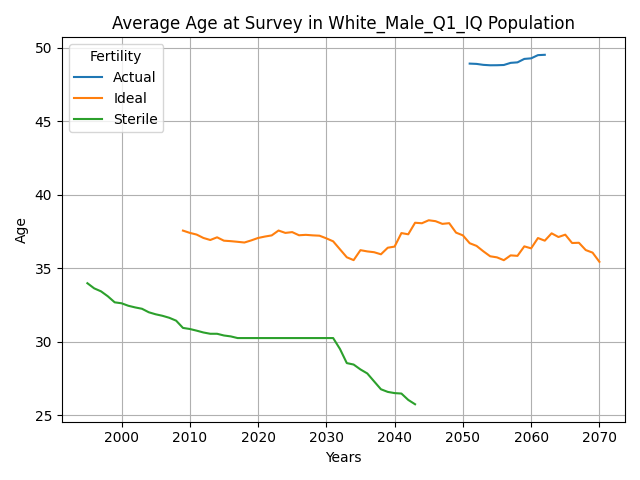 Average Age at Survey in White_Male_Q1_IQ Population
Fertility
Actual
Ideal
Sterile
Age
50
45
40
35
30
25
2000 2010 2020 2030 2040 2050 2060 2070
Years